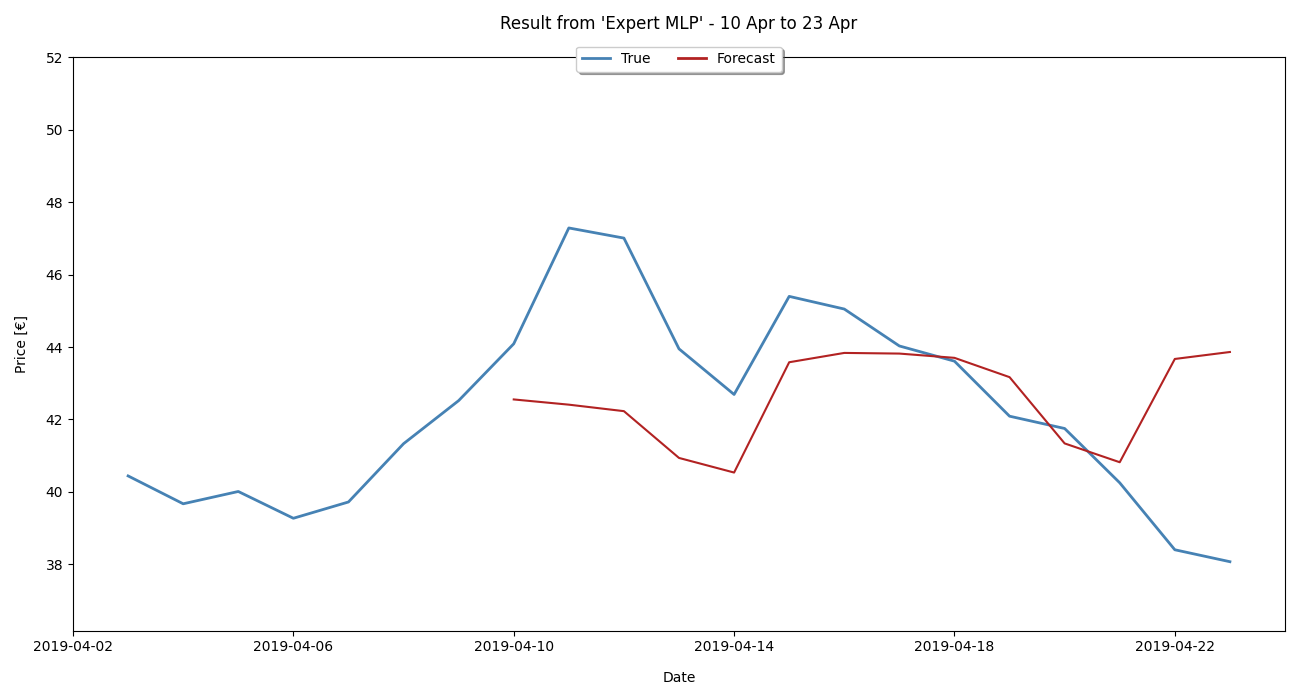 Result from 'Expert MLP' - 10 Apr to 23 Apr
True Forecast
Price [€]
52
50
48
46
44
42
40
38
2019-04-02 2019-04-06 2019-04-10 2019-04-14 2019-04-18 2019-04-22
Date